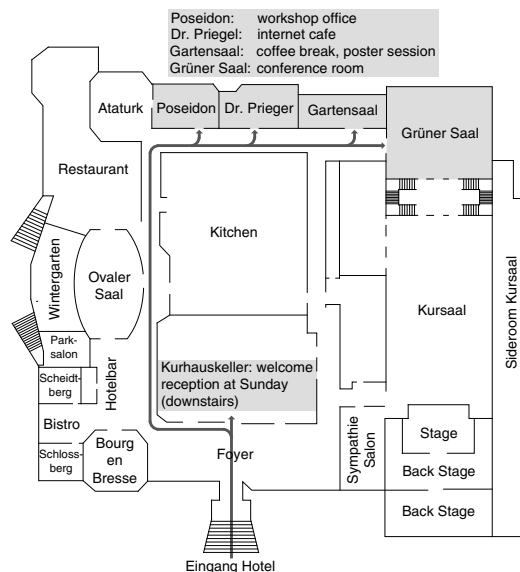 Poseidon: workshop office
Dr. Priegel: internet cafe
Gartensaal: coffee break, poster session
Grüner Saal: conference room
Ataturk
Poseidon
Dr. Prieger
Gartensaal
Grüner Saal
Restaurant
Kitchen
Wintergarten
Ovaler
Saal
Kursaal
Sideroom Kursaal
Park-
salon
Hotelbar
Kurhauskeller: welcome
reception at Sunday
(downstairs)
Scheidt-
berg
Bistro
Bourg
en
Bresse
Schloss-
berg
Foyer
Sympathie
Salon
Stage
Back Stage
Back Stage
Eingang Hotel